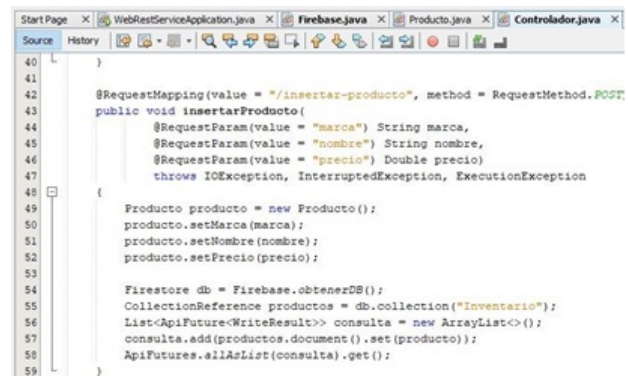 Start Page WebRestServiceApplication.java Firebase.java Producto.java Controlador.java
Source History
40 }
41
42 @RequestMapping(value = "/insertar-producto", method = RequestMethod.POST
43 public void insertarProducto(
44 @RequestParam(value = "marca") String marca,
45 @RequestParam(value = "nombre") String nombre,
46 @RequestParam(value = "precio") Double precio)
47 throws IOException, InterruptedException, ExecutionException
48 {
49 Producto producto = new Producto();
50 producto.setMarca(marca);
51 producto.setNombre(nombre);
52 producto.setPrecio(precio);
53
54 Firestore db = Firebase.obtenerDB();
55 CollectionReference productos = db.collection("Inventario");
56 List<ApiFuture<WriteResult>> consulta = new ArrayList<>();
57 consulta.add(productos.document().set(producto));
58 ApiFutures.allAsList(consulta).get();
59 }